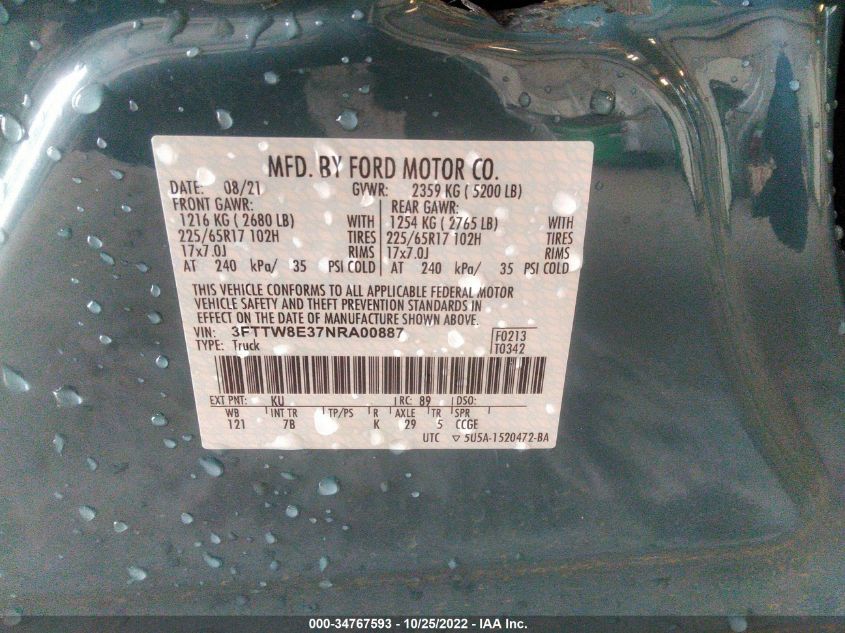 MFD. BY FORD MOTOR CO.
DATE: 08/21 GVWR: 2359 KG ( 5200 LB)
FRONT GAWR: REAR GAWR:
1216 KG ( 2680 LB) WITH 1254 KG ( 2765 LB) WITH
225/65R17 102H TIRES 225/65R17 102H TIRES
17x7.0J RIMS 17x7.0J RIMS
AT 240 kPa/ 35 PSI COLD AT 240 kPa/ 35 PSI COLD
THIS VEHICLE CONFORMS TO ALL APPLICABLE FEDERAL MOTOR
VEHICLE SAFETY AND THEFT PREVENTION STANDARDS IN
EFFECT ON THE DATE OF MANUFACTURE SHOWN ABOVE.
VIN: 3FTTW8E37NRA00887
TYPE: Truck
F0213
T0342
EXT PNT: KU RC: 89 DSO:
WB INT TR TP/PS R AXLE TR SPR
121 7B K 29 5 CCGE
UTC ▽ 5U5A-1520472-BA
000-34767593 - 10/25/2022 - IAA Inc.